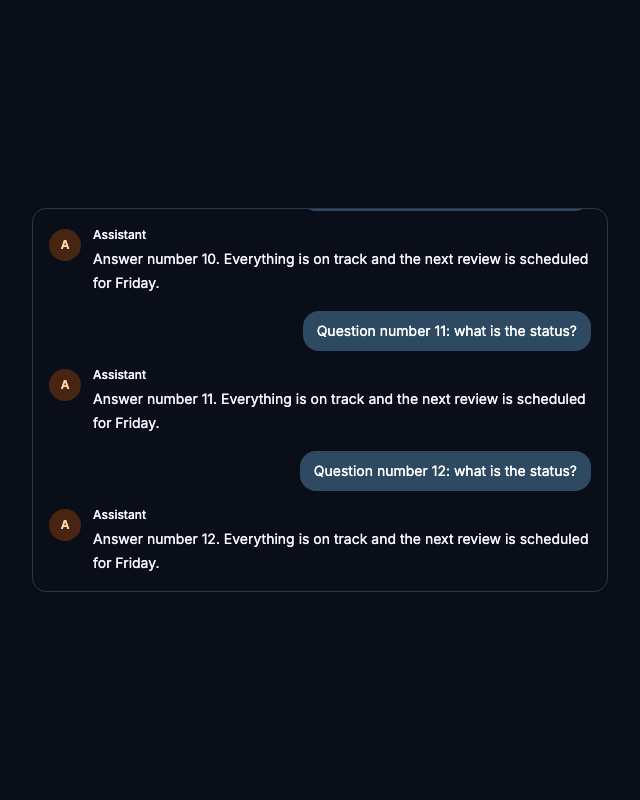 A
Assistant
Answer number 10. Everything is on track and the next review is scheduled
for Friday.
Question number 11: what is the status?
A
Assistant
Answer number 11. Everything is on track and the next review is scheduled
for Friday.
Question number 12: what is the status?
A
Assistant
Answer number 12. Everything is on track and the next review is scheduled
for Friday.